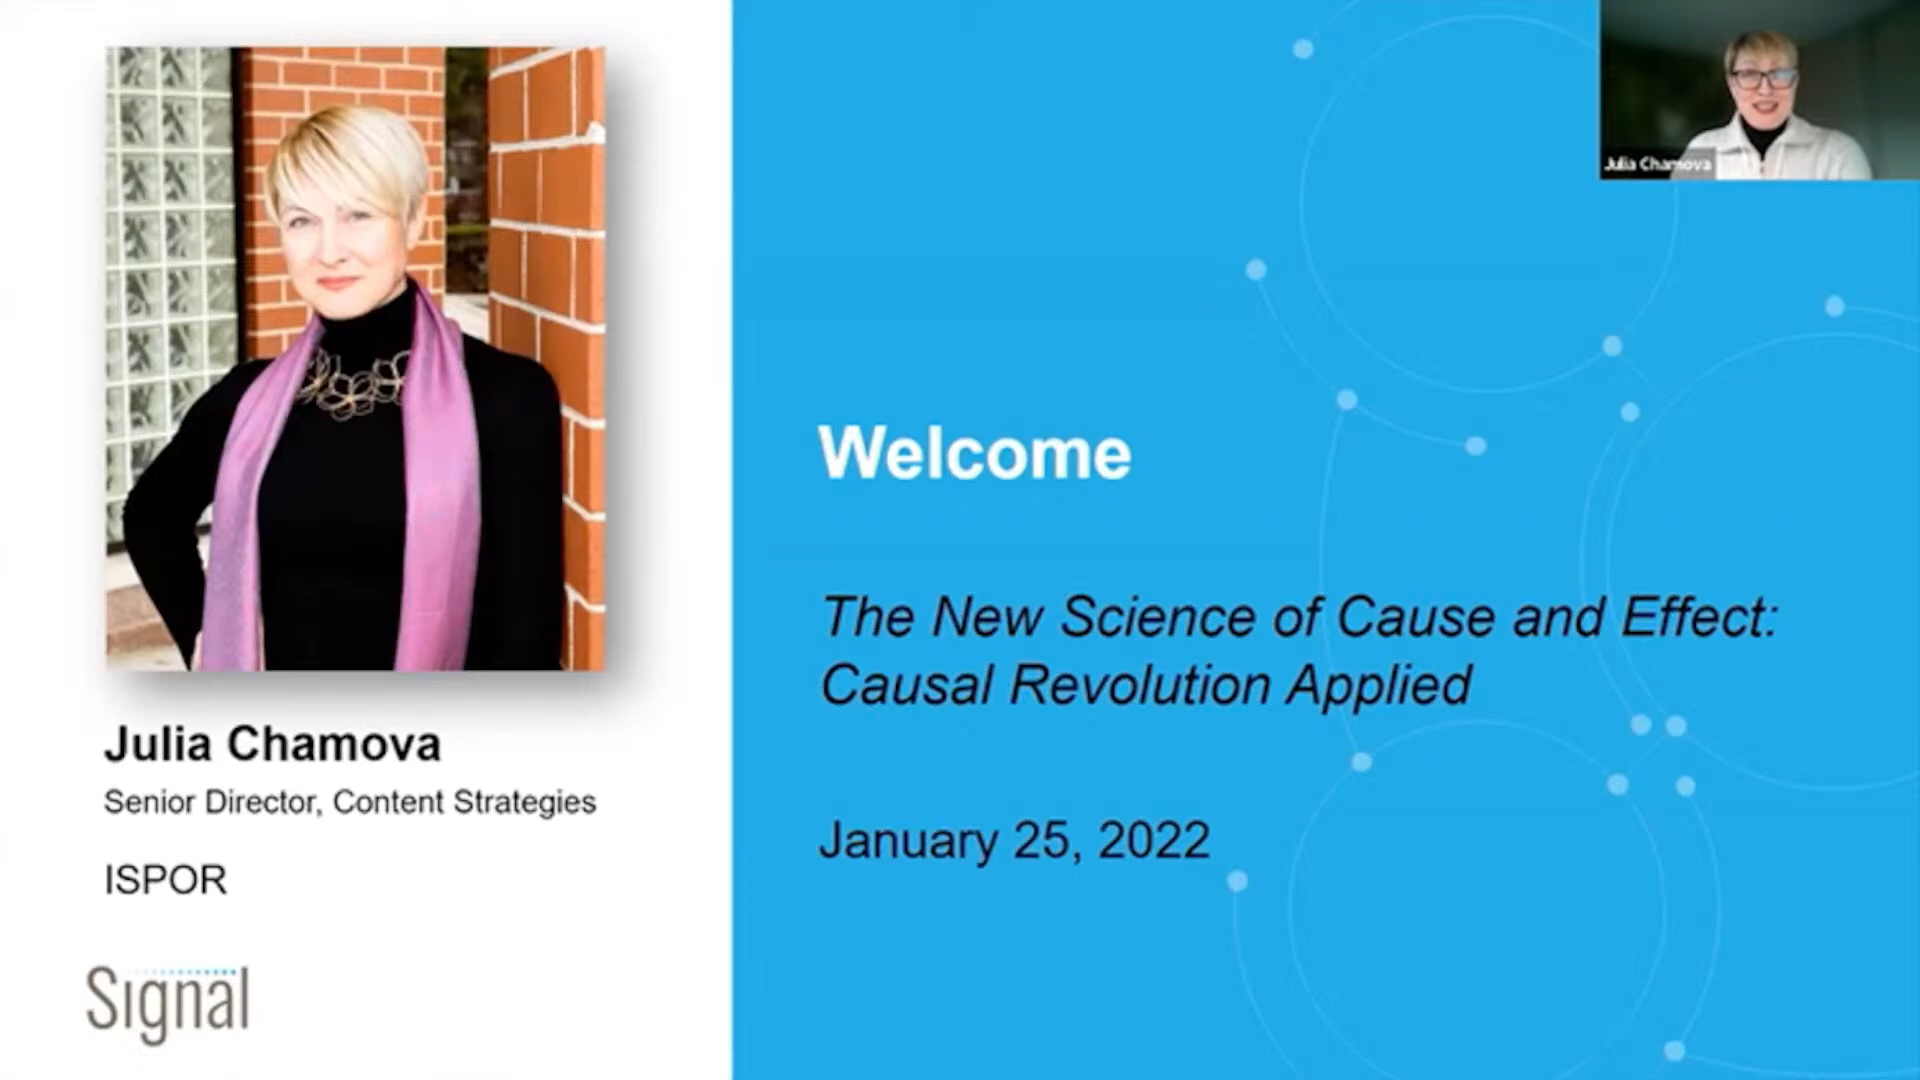 Julia Chamova
Welcome
The New Science of Cause and Effect:
Causal Revolution Applied
January 25, 2022
Julia Chamova
Senior Director, Content Strategies
ISPOR
Signal